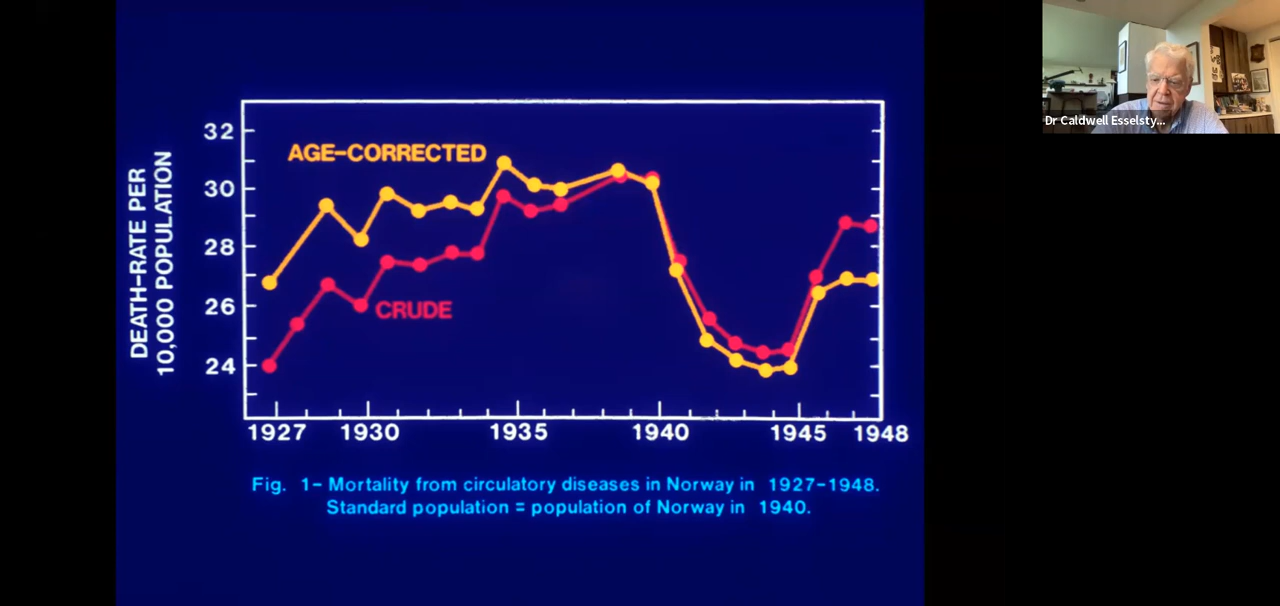 DEATH-RATE PER
10,000 POPULATION
32
30
28
26
24
AGE-CORRECTED
CRUDE
1927 1930 1935 1940 1945 1948
Fig. 1- Mortality from circulatory diseases in Norway in 1927-1948.
Standard population = population of Norway in 1940.
Dr Caldwell Esselsty...